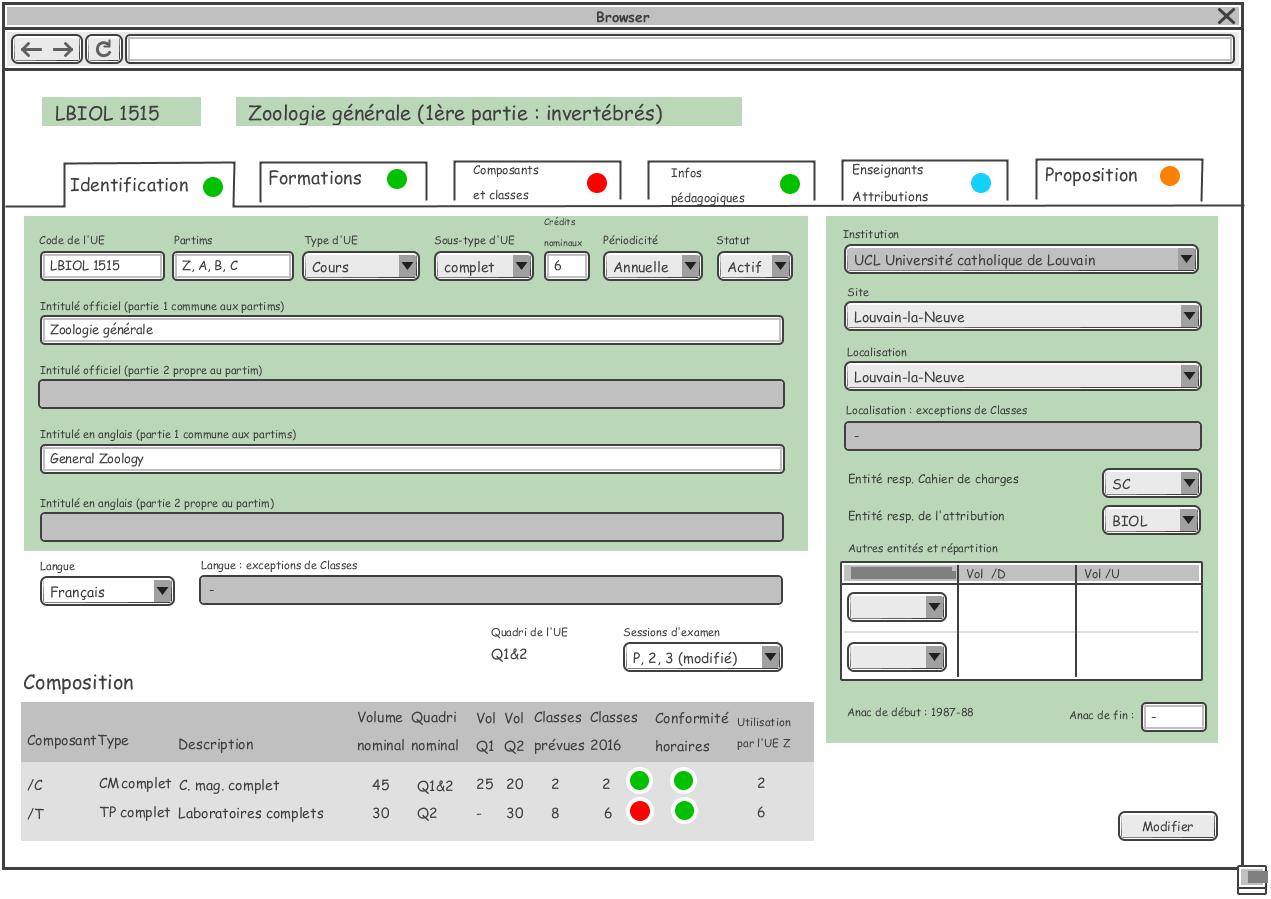 Browser
LBIOL 1515
Zoologie générale (1ère partie : invertébrés)
Identification
Formations
Composants
et classes
Infos
pédagogiques
Enseignants
Attributions
Proposition
Code de l'UE
Partims
Type d'UE
Sous-type d'UE
Crédits
nominaux
Périodicité
Statut
LBIOL 1515
Z, A, B, C
Cours
complet
6
Annuelle
Actif
Intitulé officiel (partie 1 commune aux partims)
Zoologie générale
Intitulé officiel (partie 2 propre au partim)
Intitulé en anglais (partie 1 commune aux partims)
General Zoology
Intitulé en anglais (partie 2 propre au partim)
Langue
Langue : exceptions de Classes
Français
-
Quadri de l'UE
Sessions d'examen
Q1&2
P, 2, 3 (modifié)
Institution
UCL Université catholique de Louvain
Site
Louvain-la-Neuve
Localisation
Louvain-la-Neuve
Localisation : exceptions de Classes
-
Entité resp. Cahier de charges
SC
Entité resp. de l'attribution
BIOL
Autres entités et répartition
Vol /D
Vol /U
Anac de début : 1987-88
Anac de fin :
-
Composition
Composant Type Description
Volume
nominal
Quadri
nominal
Vol
Q1
Vol
Q2
Classes
prévues
Classes
2016
Conformité
horaires
Utilisation
par l'UE Z
/C CM complet C. mag. complet 45 Q1&2 25 20 2 2 2
/T TP complet Laboratoires complets 30 Q2 - 30 8 6 6
Modifier